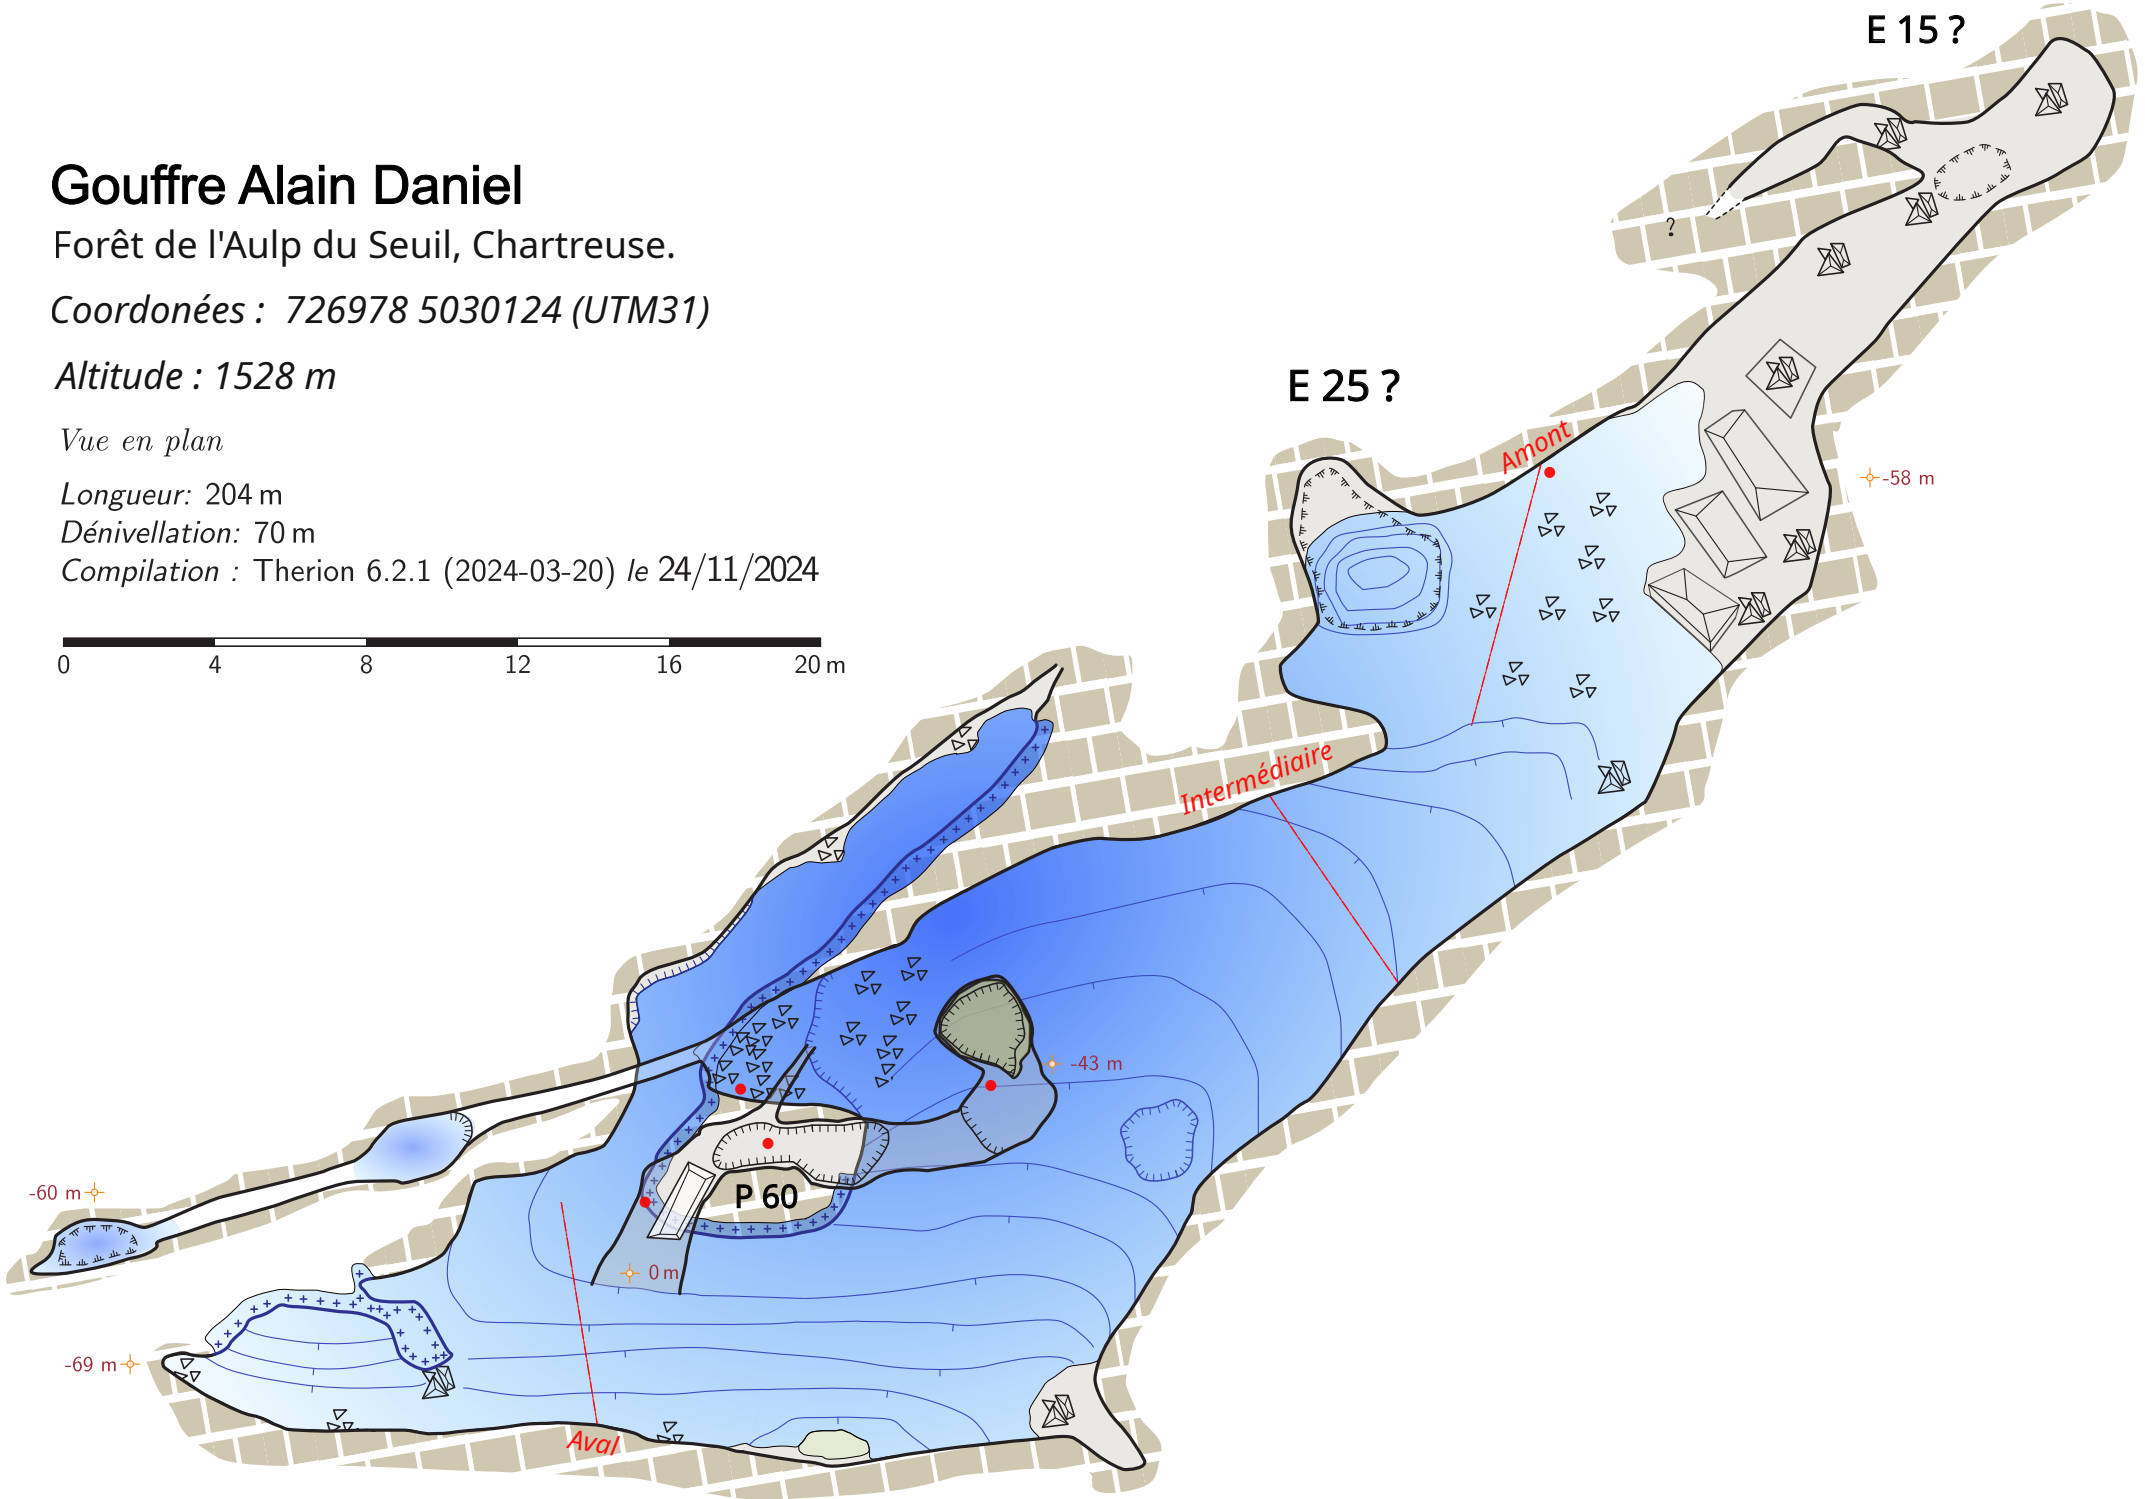 E 15 ?
Gouffre Alain Daniel
Forêt de l'Aulp du Seuil, Chartreuse.
Coordonées : 726978 5030124 (UTM31)
Altitude : 1528 m
Vue en plan
Longueur: 204 m
Dénivellation: 70 m
Compilation : Therion 6.2.1 (2024-03-20) le 24/11/2024
0 4 8 12 16 20 m
?
E 25 ?
Amont
-58 m
Intermédiaire
-43 m
-60 m
P 60
0 m
-69 m
Aval